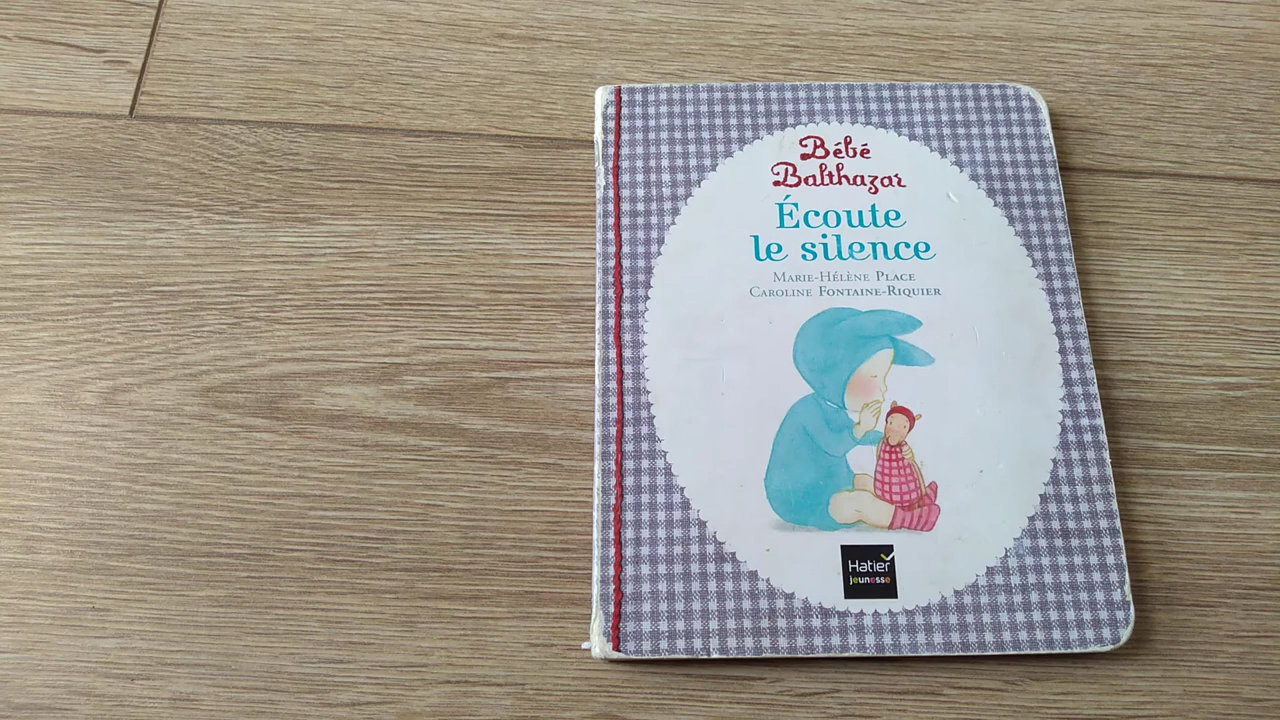 Bébé
Balthazar
Écoute
le silence
Marie-Hélène Place
Caroline Fontaine-Riquier
Hatier
jeunesse